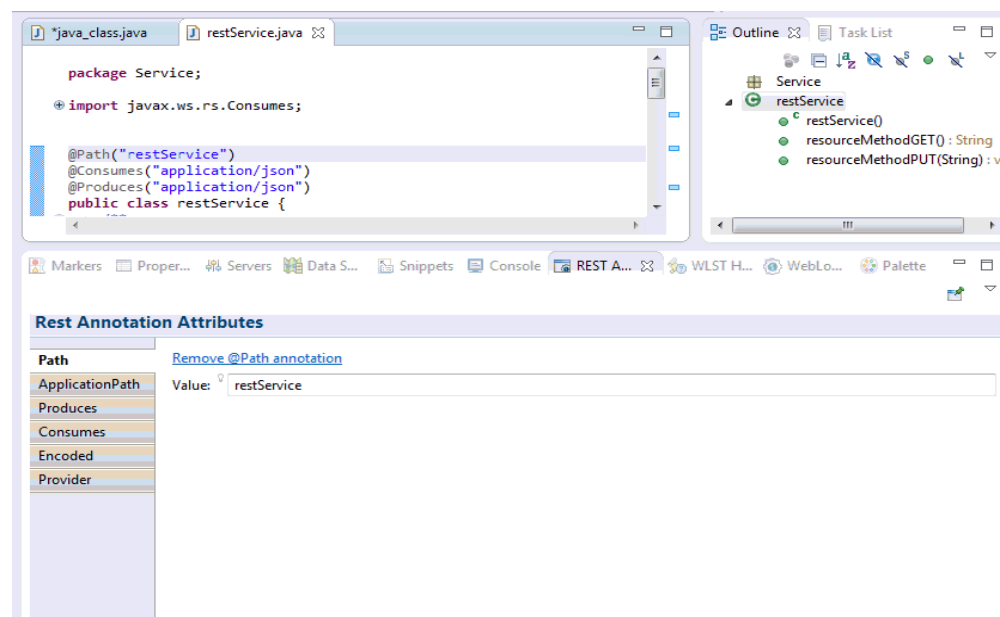 *java_class.java
restService.java
package Service;
import javax.ws.rs.Consumes;
@Path("restService")
@Consumes("application/json")
@Produces("application/json")
public class restService {
Outline
Task List
Service
restService
restService()
resourceMethodGET() : String
resourceMethodPUT(String) : v
Markers Proper... Servers Data S... Snippets Console REST A... WLST H... WebLo... Palette
Rest Annotation Attributes
Path
Remove @Path annotation
ApplicationPath
Value: restService
Produces
Consumes
Encoded
Provider